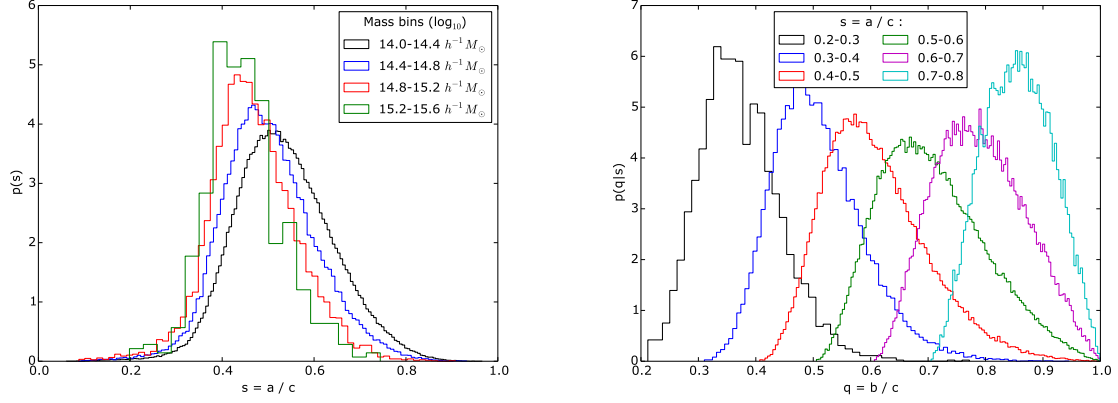 p(s)
6
5
4
3
2
1
0
0.0 0.2 0.4 0.6 0.8 1.0
s = a / c
Mass bins (log₁₀)
14.0-14.4 h⁻¹M☉
14.4-14.8 h⁻¹M☉
14.8-15.2 h⁻¹M☉
15.2-15.6 h⁻¹M☉
p(q|s)
7
6
5
4
3
2
1
0
0.2 0.3 0.4 0.5 0.6 0.7 0.8 0.9 1.0
q = b / c
s = a / c :
0.2-0.3 0.5-0.6
0.3-0.4 0.6-0.7
0.4-0.5 0.7-0.8